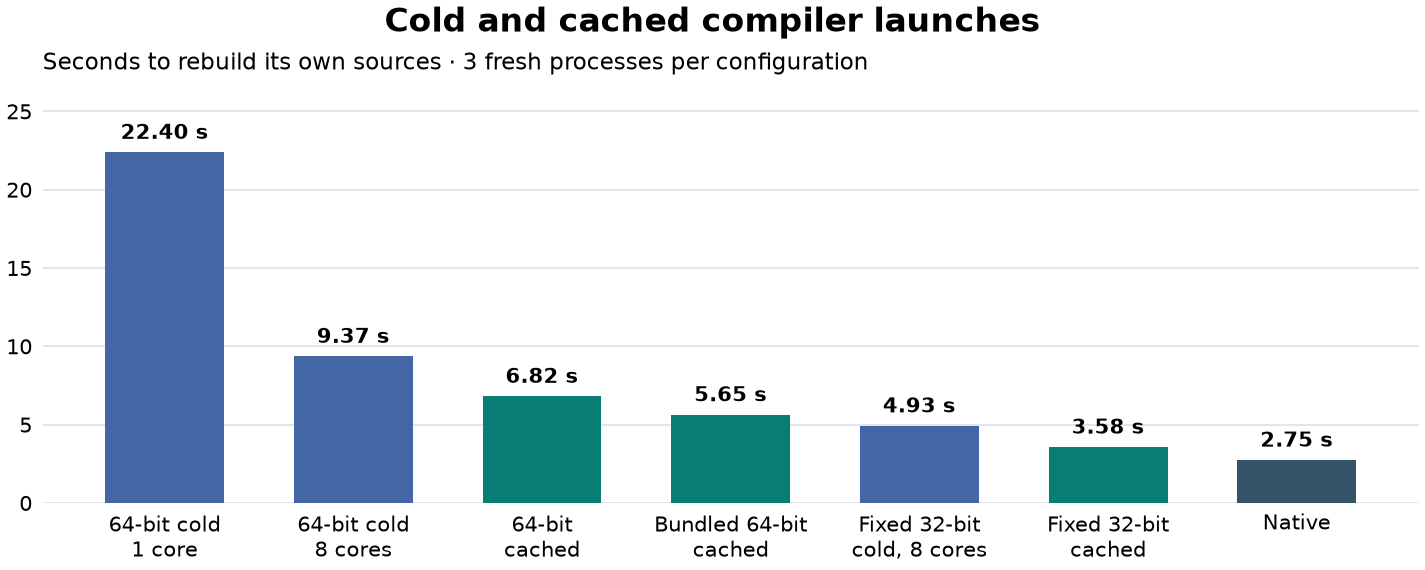 Cold and cached compiler launches
Seconds to rebuild its own sources · 3 fresh processes per configuration
25
20
15
10
5
0
22.40 s
9.37 s
6.82 s
5.65 s
4.93 s
3.58 s
2.75 s
64-bit cold
1 core
64-bit cold
8 cores
64-bit
cached
Bundled 64-bit
cached
Fixed 32-bit
cold, 8 cores
Fixed 32-bit
cached
Native